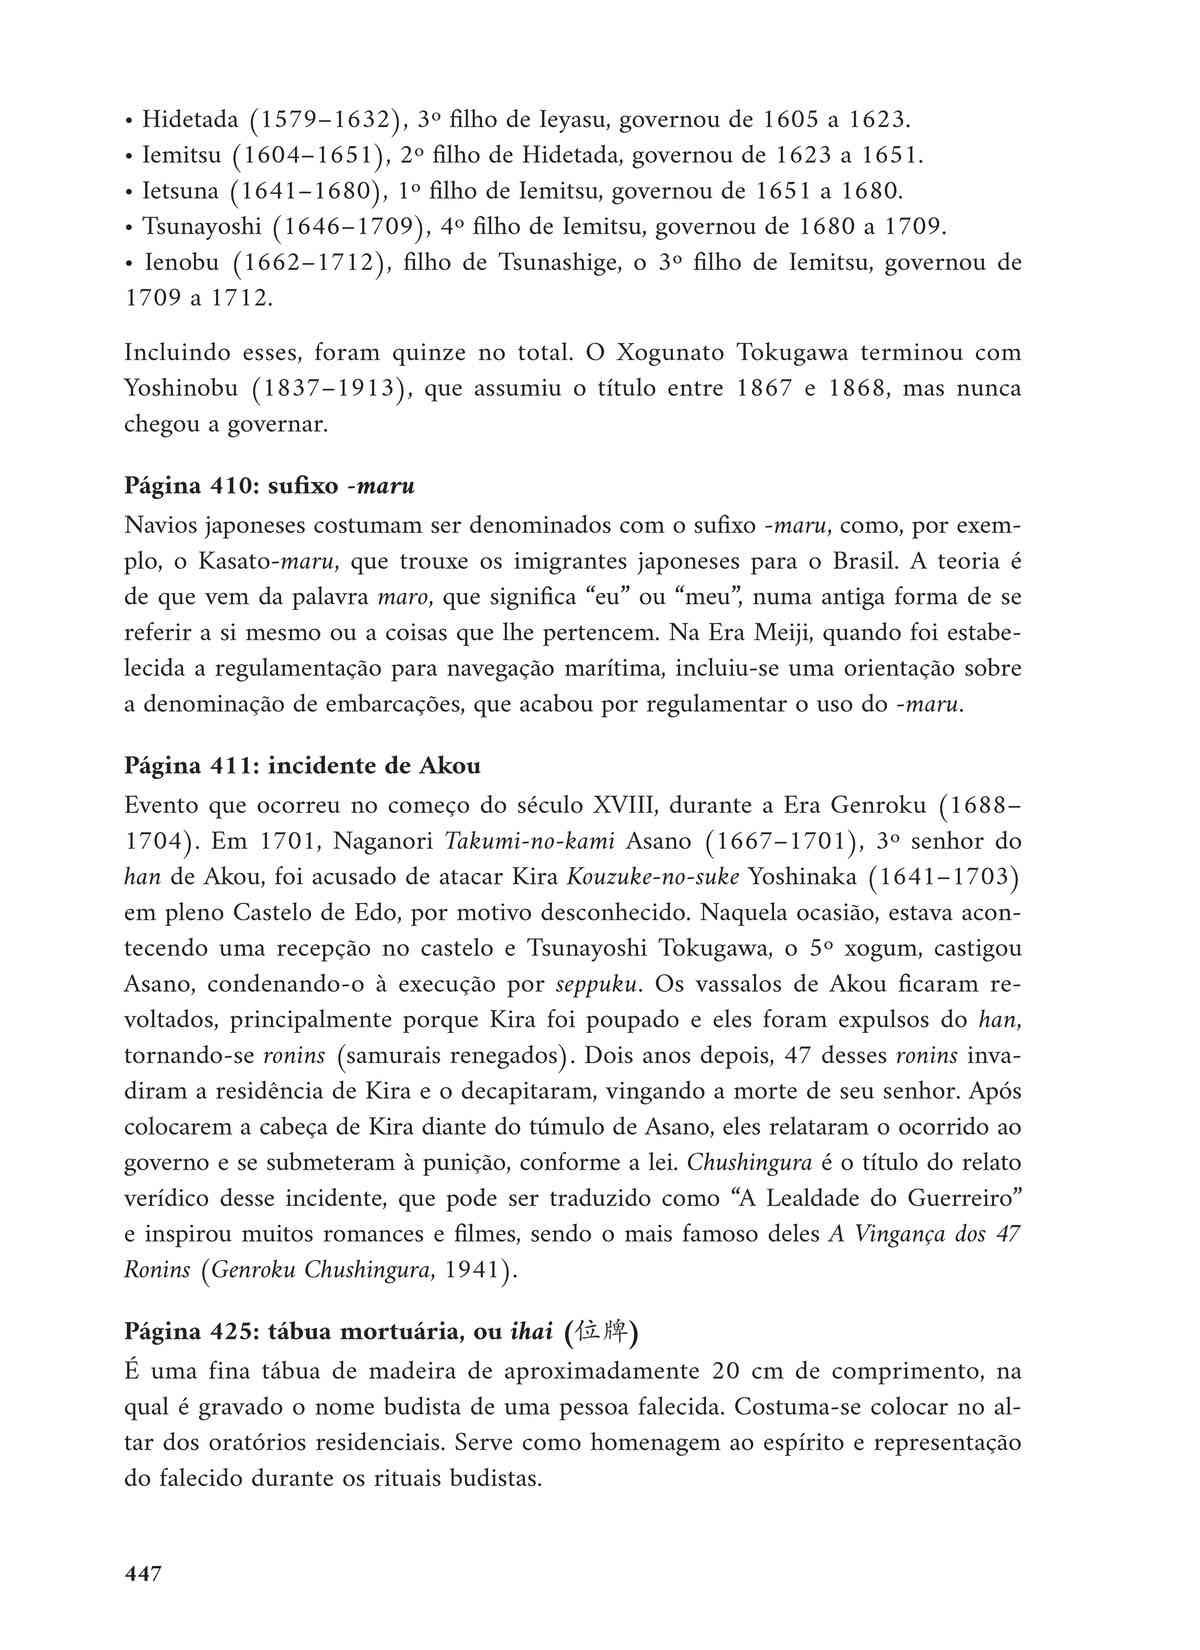 • Hidetada (1579–1632), 3º filho de Ieyasu, governou de 1605 a 1623.
• Iemitsu (1604–1651), 2º filho de Hidetada, governou de 1623 a 1651.
• Ietsuna (1641–1680), 1º filho de Iemitsu, governou de 1651 a 1680.
• Tsunayoshi (1646–1709), 4º filho de Iemitsu, governou de 1680 a 1709.
• Ienobu (1662–1712), filho de Tsunashige, o 3º filho de Iemitsu, governou de
1709 a 1712.
Incluindo esses, foram quinze no total. O Xogunato Tokugawa terminou com
Yoshinobu (1837–1913), que assumiu o título entre 1867 e 1868, mas nunca
chegou a governar.
Página 410: sufixo -maru
Navios japoneses costumam ser denominados com o sufixo -maru, como, por exem-
plo, o Kasato-maru, que trouxe os imigrantes japoneses para o Brasil. A teoria é
de que vem da palavra maro, que significa “eu” ou “meu”, numa antiga forma de se
referir a si mesmo ou a coisas que lhe pertencem. Na Era Meiji, quando foi estabe-
lecida a regulamentação para navegação marítima, incluiu-se uma orientação sobre
a denominação de embarcações, que acabou por regulamentar o uso do -maru.
Página 411: incidente de Akou
Evento que ocorreu no começo do século XVIII, durante a Era Genroku (1688–
1704). Em 1701, Naganori Takumi-no-kami Asano (1667–1701), 3º senhor do
han de Akou, foi acusado de atacar Kira Kouzuke-no-suke Yoshinaka (1641–1703)
em pleno Castelo de Edo, por motivo desconhecido. Naquela ocasião, estava acon-
tecendo uma recepção no castelo e Tsunayoshi Tokugawa, o 5º xogum, castigou
Asano, condenando-o à execução por seppuku. Os vassalos de Akou ficaram re-
voltados, principalmente porque Kira foi poupado e eles foram expulsos do han,
tornando-se ronins (samurais renegados). Dois anos depois, 47 desses ronins inva-
diram a residência de Kira e o decapitaram, vingando a morte de seu senhor. Após
colocarem a cabeça de Kira diante do túmulo de Asano, eles relataram o ocorrido ao
governo e se submeteram à punição, conforme a lei. Chushingura é o título do relato
verídico desse incidente, que pode ser traduzido como “A Lealdade do Guerreiro”
e inspirou muitos romances e filmes, sendo o mais famoso deles A Vingança dos 47
Ronins (Genroku Chushingura, 1941).
Página 425: tábua mortuária, ou ihai (位牌)
É uma fina tábua de madeira de aproximadamente 20 cm de comprimento, na
qual é gravado o nome budista de uma pessoa falecida. Costuma-se colocar no al-
tar dos oratórios residenciais. Serve como homenagem ao espírito e representação
do falecido durante os rituais budistas.
447